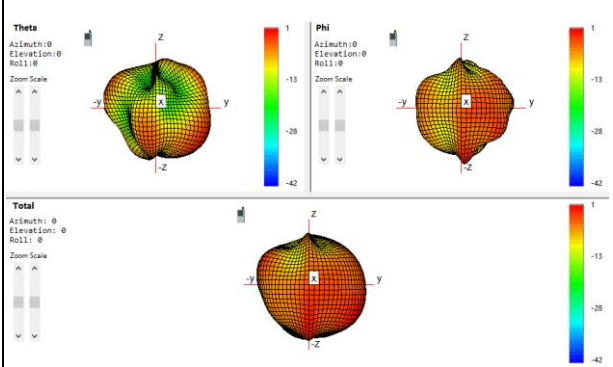 Theta
Azimuth:0
Elevation:0
Roll:0
Zoom Scale
Z
-y
x
y
-Z
1
-13
-28
-42
Phi
Azimuth:0
Elevation:0
Roll:0
Zoom Scale
Z
-y
x
y
-Z
1
-13
-28
-42
Total
Azimuth: 0
Elevation: 0
Roll: 0
Zoom Scale
Z
-y
x
y
-Z
1
-13
-28
-42